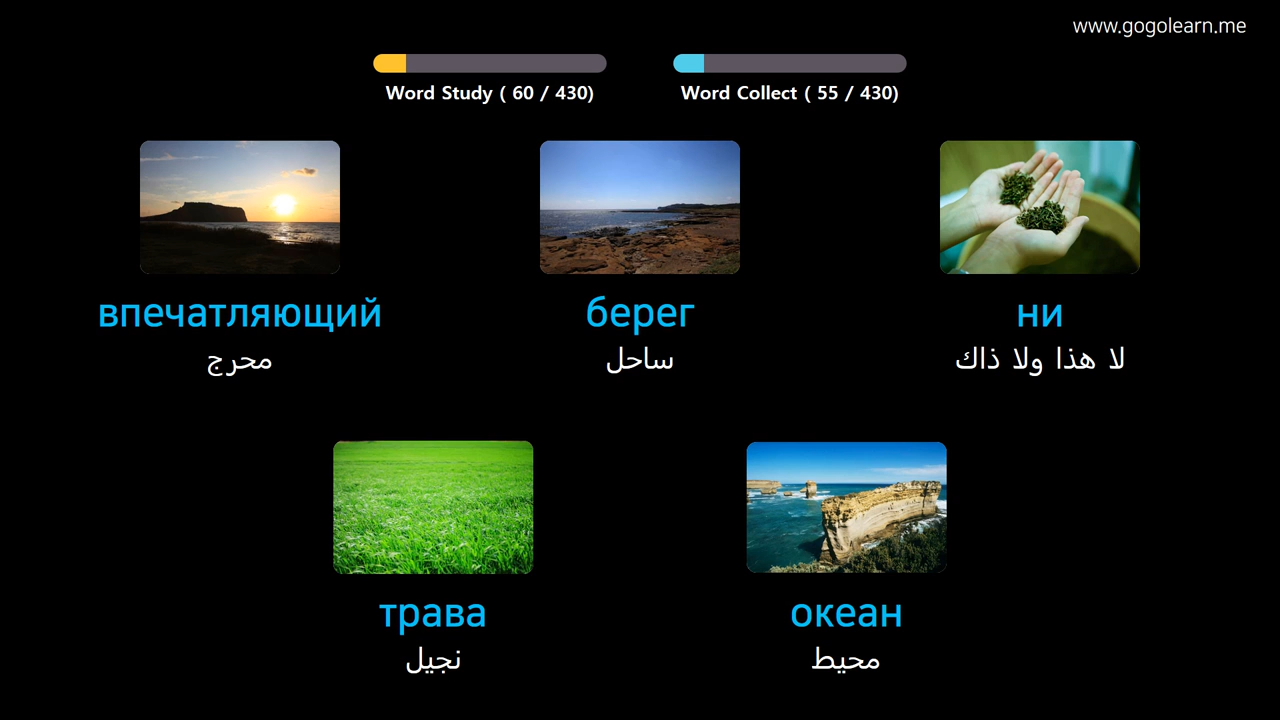 www.gogolearn.me
Word Study ( 60 / 430)
Word Collect ( 55 / 430)
впечатляющий
محرج
берег
ساحل
ни
لا هذا ولا ذاك
трава
نجيل
океан
محيط